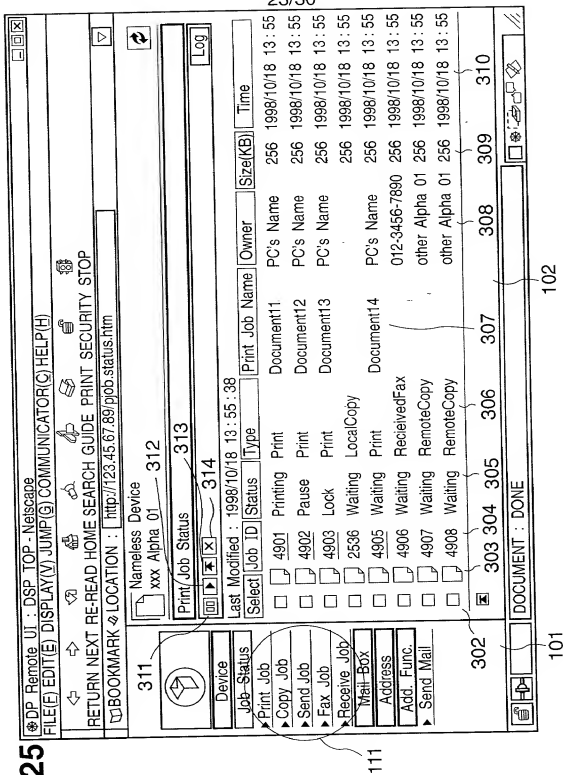 23/30
25
DP Remote UI : DSP TOP - Netscape
FILE(F) EDIT(E) DISPLAY(V) JUMP(G) COMMUNICATOR(C) HELP(H)
RETURN NEXT RE-READ HOME SEARCH GUIDE PRINT SECURITY STOP
BOOKMARK LOCATION : http://123.45.67.89/pjob.status.htm
Device
Job Status
Print Job
Copy Job
Send Job
Fax Job
Receive Job
Mail Box
Address
Add. Func.
Send Mail
111
Nameless Device
xxx Alpha 01
312
Print Job Status
313
311
314
Log
Last Modified : 1998/10/18 13 : 55 : 38
Select Job ID Status Type Print Job Name Owner Size(KB) Time
4901 Printing Print Document11 PC's Name 256 1998/10/18 13 : 55
4902 Pause Print Document12 PC's Name 256 1998/10/18 13 : 55
4903 Lock Print Document13 PC's Name 256 1998/10/18 13 : 55
2536 Waiting LocalCopy 256 1998/10/18 13 : 55
4905 Waiting Print Document14 PC's Name 256 1998/10/18 13 : 55
4906 Waiting RecievedFax 012-3456-7890 256 1998/10/18 13 : 55
4907 Waiting RemoteCopy other Alpha 01 256 1998/10/18 13 : 55
4908 Waiting RemoteCopy other Alpha 01 256 1998/10/18 13 : 55
302 303 304 305 306 307 308 309 310
DOCUMENT : DONE
101 102